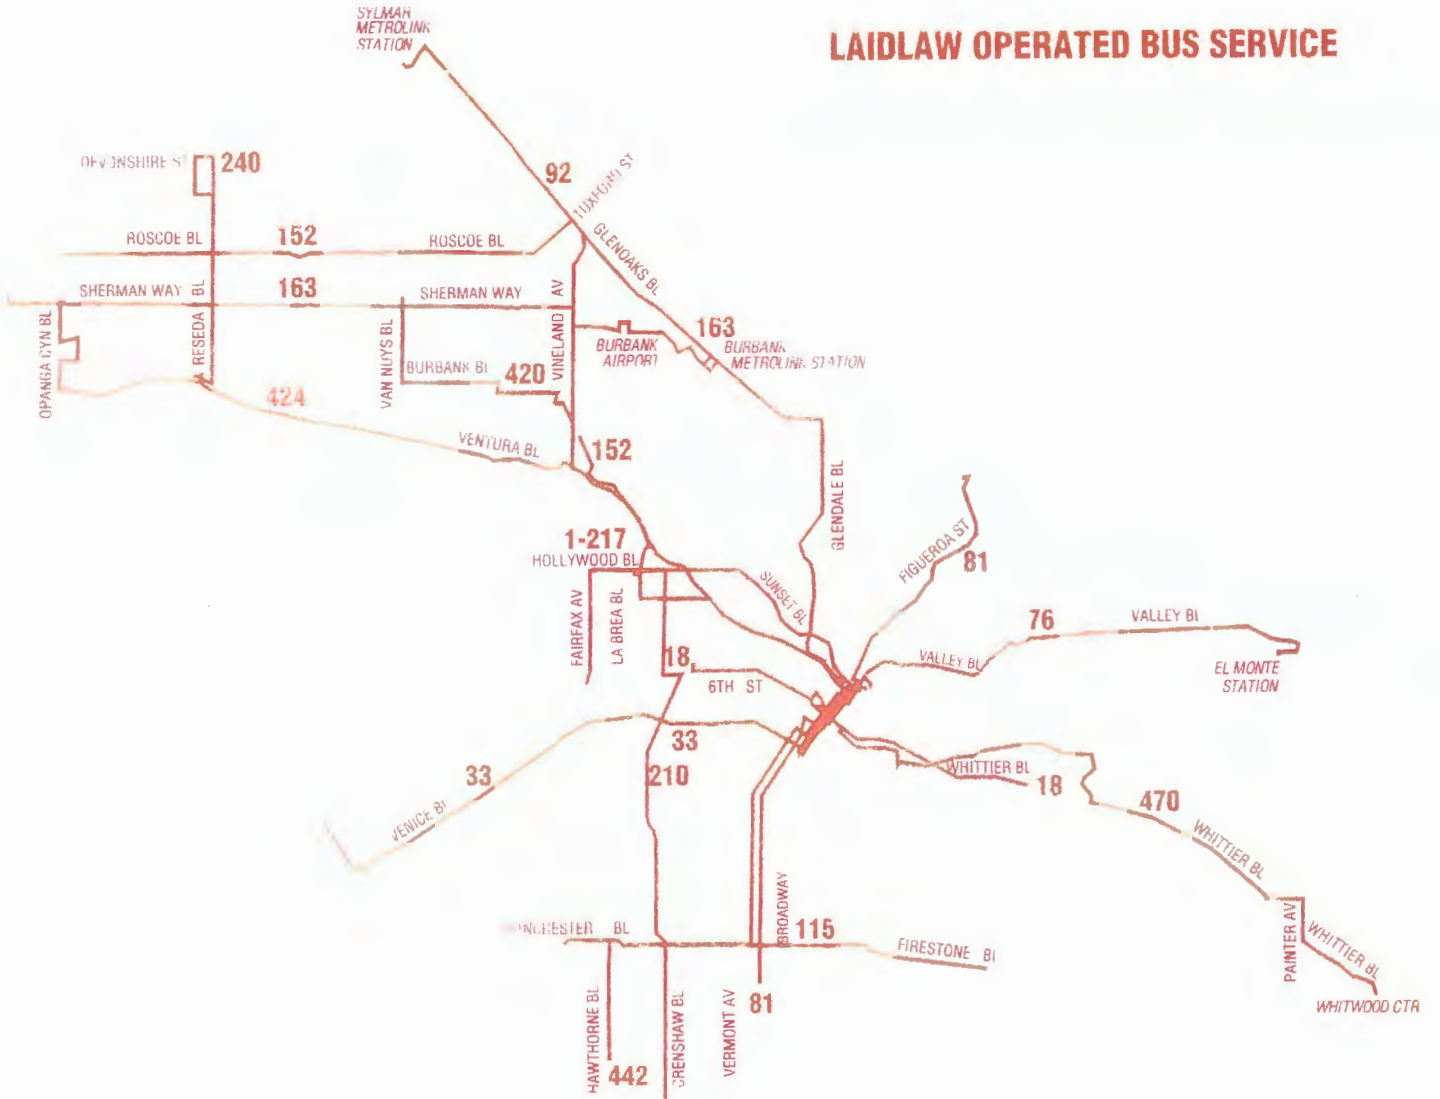 SYLMAR
METROLINK
STATION
LAIDLAW OPERATED BUS SERVICE
DEVONSHIRE ST
240
92
TUXFORD ST
ROSCOE BL
152
ROSCOE BL
GLENOAKS BL
SHERMAN WAY
163
SHERMAN WAY
VINELAND AV
RESEDA BL
OPANGA CYN BL
VAN NUYS BL
BURBANK BL
420
BURBANK
AIRPORT
163
BURBANK
METROLINK STATION
424
VENTURA BL
152
GLENDALE BL
1-217
HOLLYWOOD BL
SUNSET BL
FIGUEROA ST
81
FAIRFAX AV
LA BREA BL
76
VALLEY BL
VALLEY BL
EL MONTE
STATION
18
6TH ST
33
33
210
VENICE BL
WHITTIER BL
18
470
WHITTIER BL
BROADWAY
115
FIRESTONE Bl
NCHESTER BL
PAINTER AV
WHITTIER BL
WHITWOOD CTR
HAWTHORNE BL
442
CRENSHAW BL
VERMONT AV
81